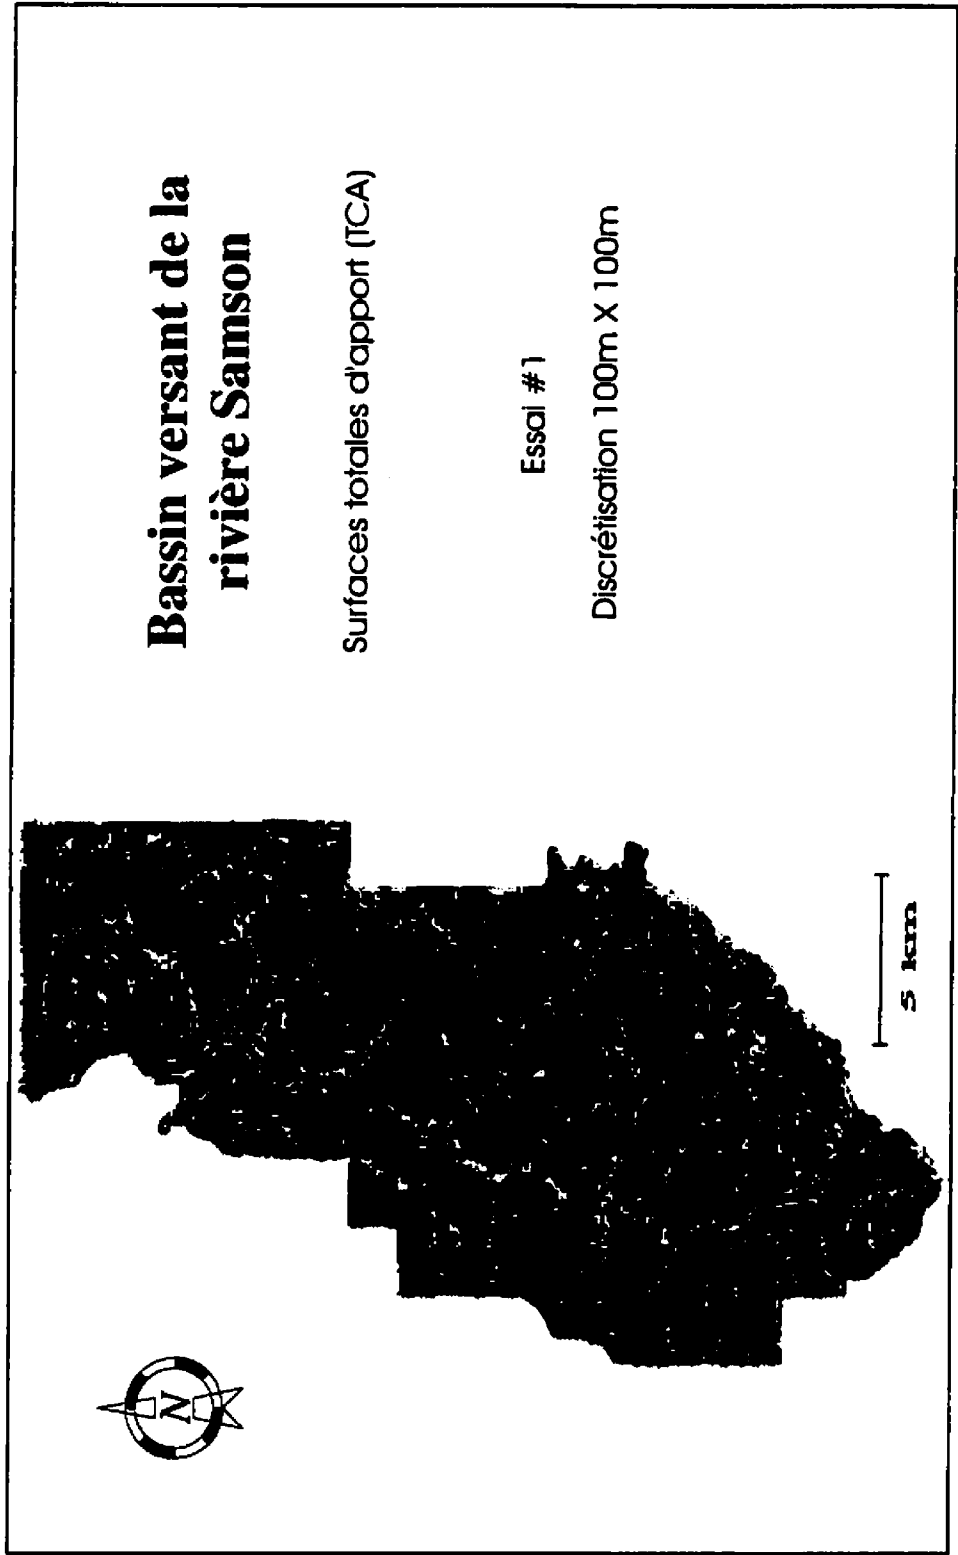 Bassin versant de la
rivière Samson
Surfaces totales d'apport (TCA)
Essai #1
Discrétisation 100m X 100m
5 km
N